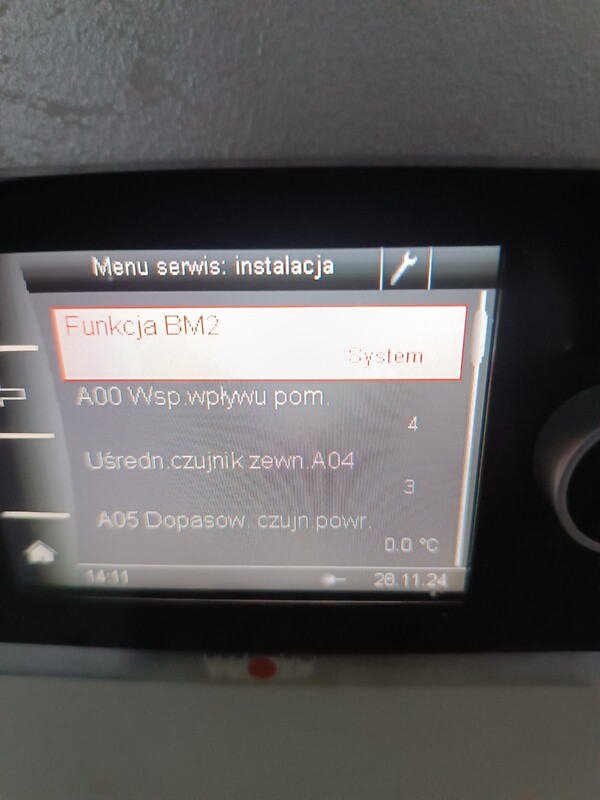 Menu serwis: instalacja
Funkcja BM2
System
A00 Wsp.wpływu pom.
4
Uśredn.czujnik zewn.A04
3
A05 Dopasow. czujn.powr.
0.0 °C
14:11
26.11.24